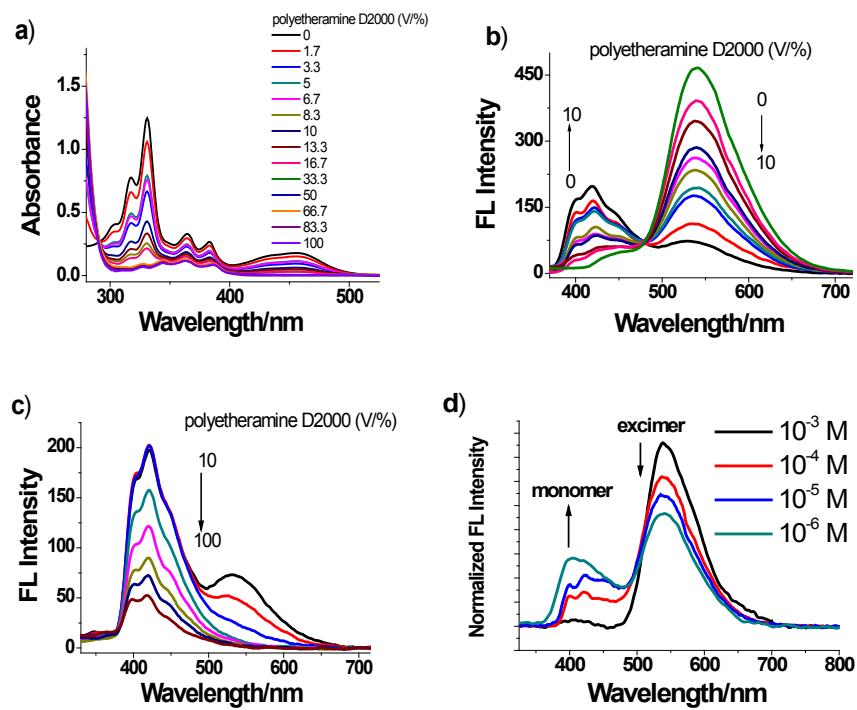 a)
polyetheramine D2000 (V/%)
0
1.7
3.3
5
6.7
8.3
10
13.3
16.7
33.3
50
66.7
83.3
100
Absorbance
1.5
1.0
0.5
0.0
300
400
500
Wavelength/nm
b)
polyetheramine D2000 (V/%)
FL Intensity
450
300
150
0
10
0
0
10
400
500
600
700
Wavelength/nm
c)
polyetheramine D2000 (V/%)
FL Intensity
200
150
100
50
0
10
100
400
500
600
700
Wavelength/nm
d)
Normalized FL Intensity
monomer
excimer
10⁻³ M
10⁻⁴ M
10⁻⁵ M
10⁻⁶ M
400
500
600
700
800
Wavelength/nm